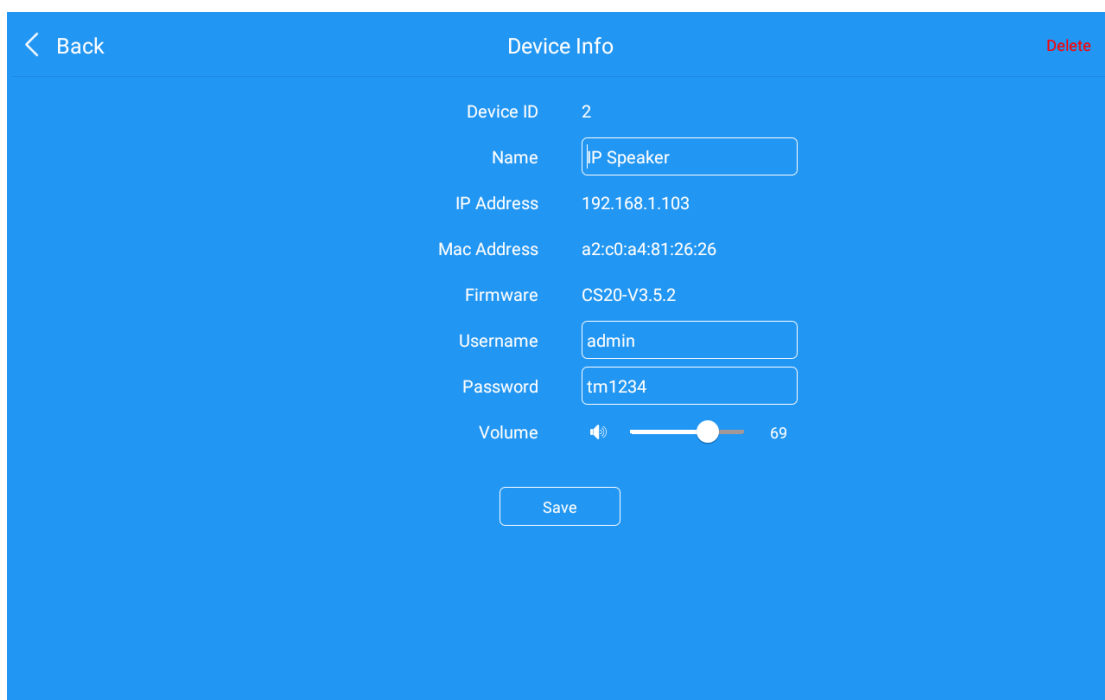 Back Device Info Delete
Device ID 2
Name IP Speaker
IP Address 192.168.1.103
Mac Address a2:c0:a4:81:26:26
Firmware CS20-V3.5.2
Username admin
Password tm1234
Volume 69
Save